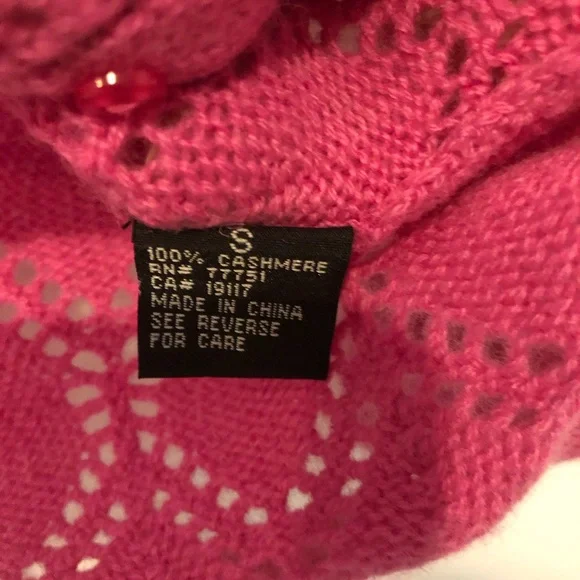 S
100% CASHMERE
RN# 77751
CA# 19117
MADE IN CHINA
SEE REVERSE
FOR CARE